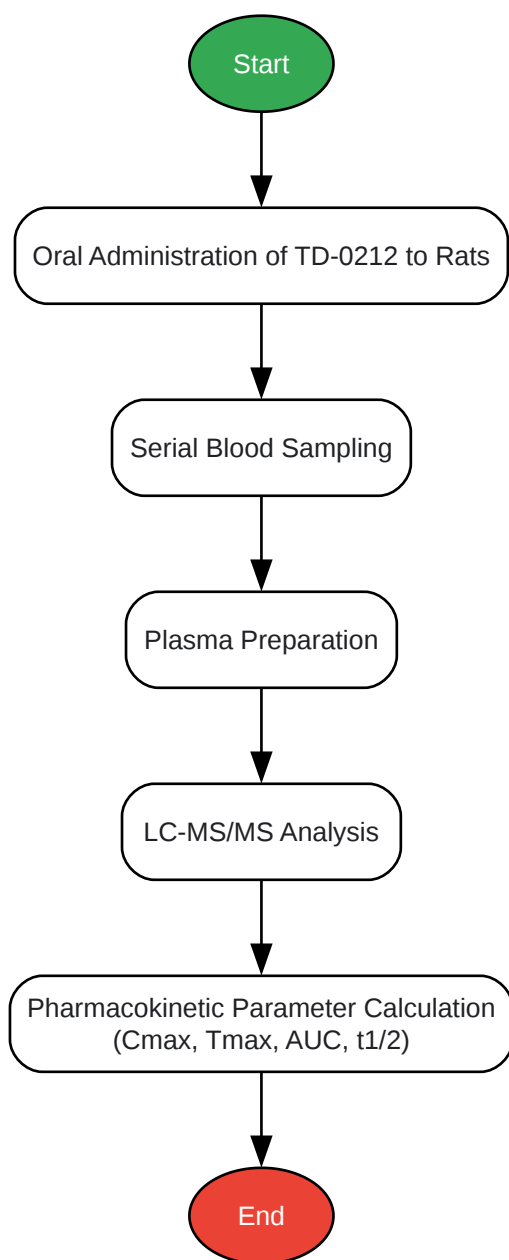 Start
Oral Administration of TD-0212 to Rats
Serial Blood Sampling
Plasma Preparation
LC-MS/MS Analysis
Pharmacokinetic Parameter Calculation
(Cmax, Tmax, AUC, t1/2)
End